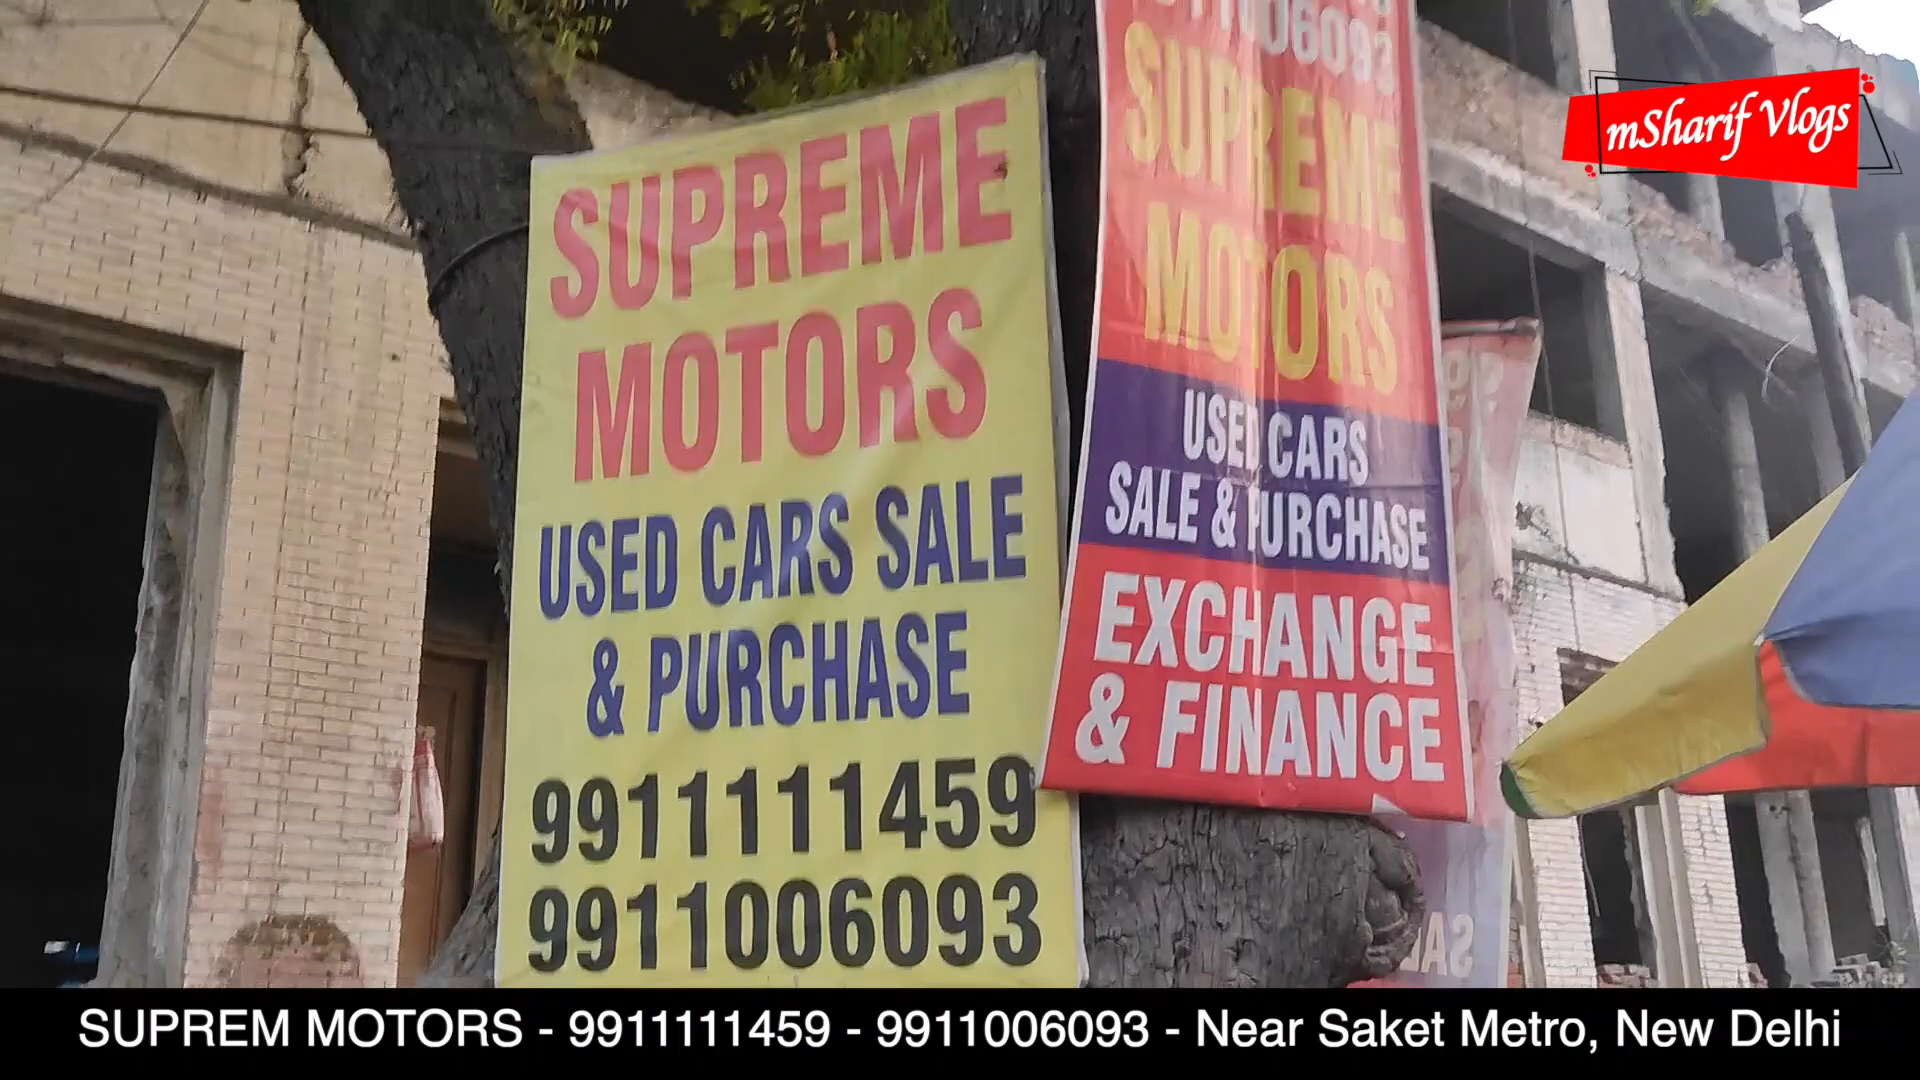 SUPREME
MOTORS
USED CARS SALE
& PURCHASE
9911111459
9911006093
SUPREME
MOTORS
USED CARS
SALE & PURCHASE
EXCHANGE
& FINANCE
mSharif Vlogs
SUPREM MOTORS - 9911111459 - 9911006093 - Near Saket Metro, New Delhi